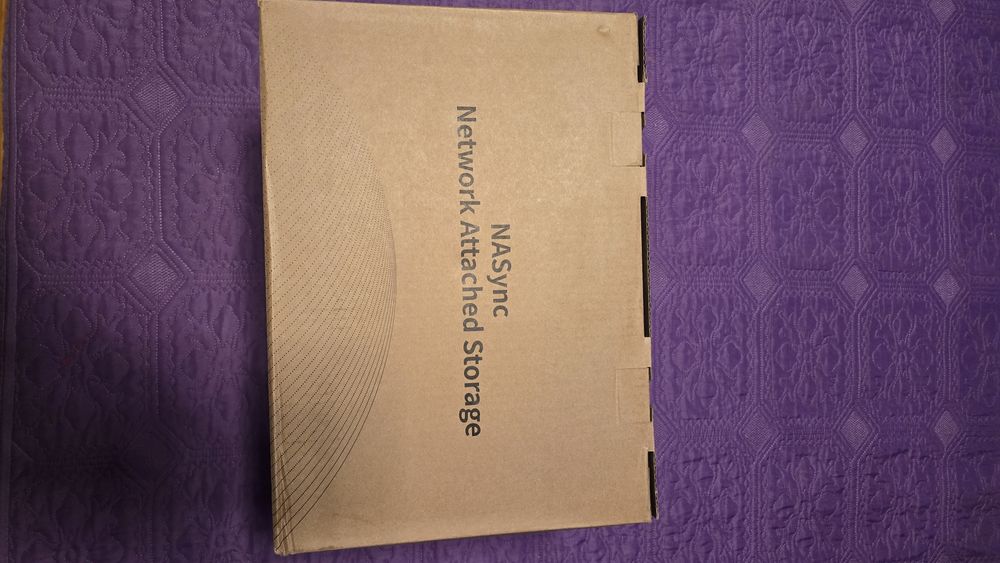 NASync
Network Attached Storage